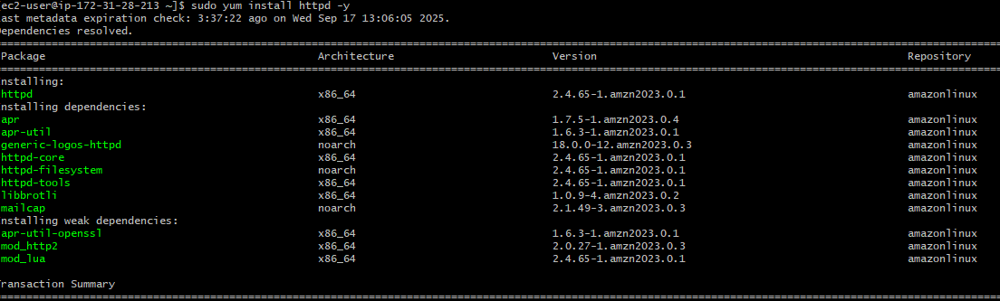 ec2-user@ip-172-31-28-213 ~]$ sudo yum install httpd -y
ast metadata expiration check: 3:37:22 ago on Wed Sep 17 13:06:05 2025.
ependencies resolved.
Package Architecture Version Repository
nstalling:
httpd x86_64 2.4.65-1.amzn2023.0.1 amazonlinux
nstalling dependencies:
apr x86_64 1.7.5-1.amzn2023.0.4 amazonlinux
apr-util x86_64 1.6.3-1.amzn2023.0.1 amazonlinux
generic-logos-httpd noarch 18.0.0-12.amzn2023.0.3 amazonlinux
httpd-core x86_64 2.4.65-1.amzn2023.0.1 amazonlinux
httpd-filesystem noarch 2.4.65-1.amzn2023.0.1 amazonlinux
httpd-tools x86_64 2.4.65-1.amzn2023.0.1 amazonlinux
libbrotli x86_64 1.0.9-4.amzn2023.0.2 amazonlinux
mailcap noarch 2.1.49-3.amzn2023.0.3 amazonlinux
nstalling weak dependencies:
apr-util-openssl x86_64 1.6.3-1.amzn2023.0.1 amazonlinux
mod_http2 x86_64 2.0.27-1.amzn2023.0.3 amazonlinux
mod_lua x86_64 2.4.65-1.amzn2023.0.1 amazonlinux
ransaction Summary